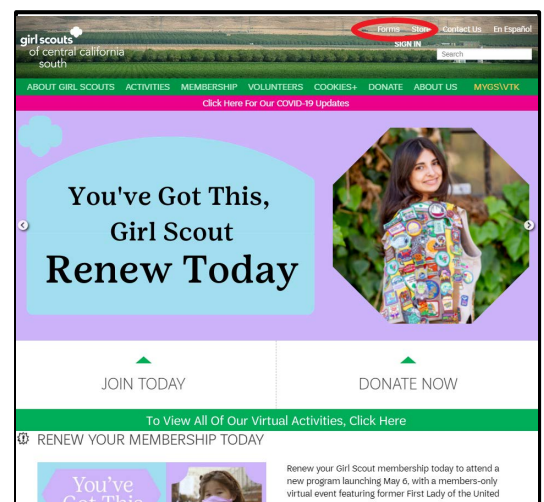 girl scouts
of central california
south
Forms Store Contact Us En Español
SIGN IN
Search
ABOUT GIRL SCOUTS ACTIVITIES MEMBERSHIP VOLUNTEERS COOKIES+ DONATE ABOUT US MYGS\VTK
Click Here For Our COVID-19 Updates
You've Got This,
Girl Scout
Renew Today
JOIN TODAY
DONATE NOW
To View All Of Our Virtual Activities, Click Here
RENEW YOUR MEMBERSHIP TODAY
You've
Got This
Renew your Girl Scout membership today to attend a
new program launching May 6, with a members-only
virtual event featuring former First Lady of the United